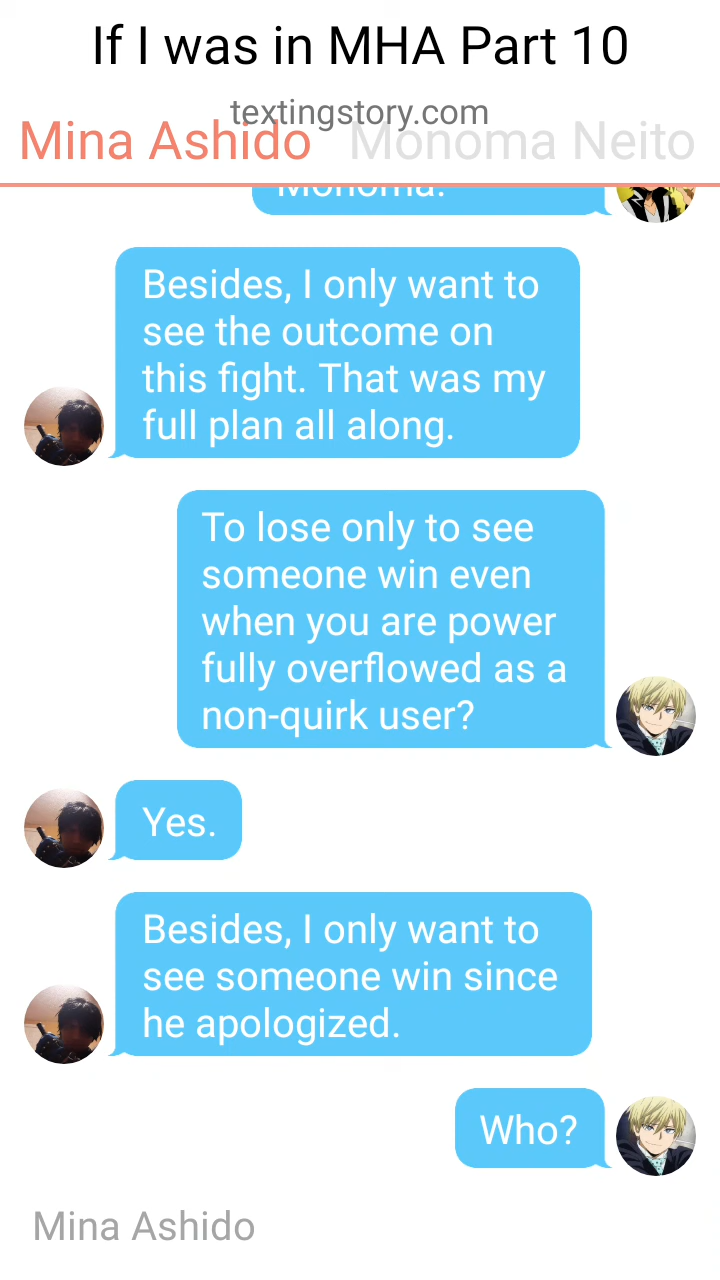 If I was in MHA Part 10
textingstory.com
Mina Ashido Monoma Neito
Monoma.
Besides, I only want to
see the outcome on
this fight. That was my
full plan all along.
To lose only to see
someone win even
when you are power
fully overflowed as a
non-quirk user?
Yes.
Besides, I only want to
see someone win since
he apologized.
Who?
Mina Ashido